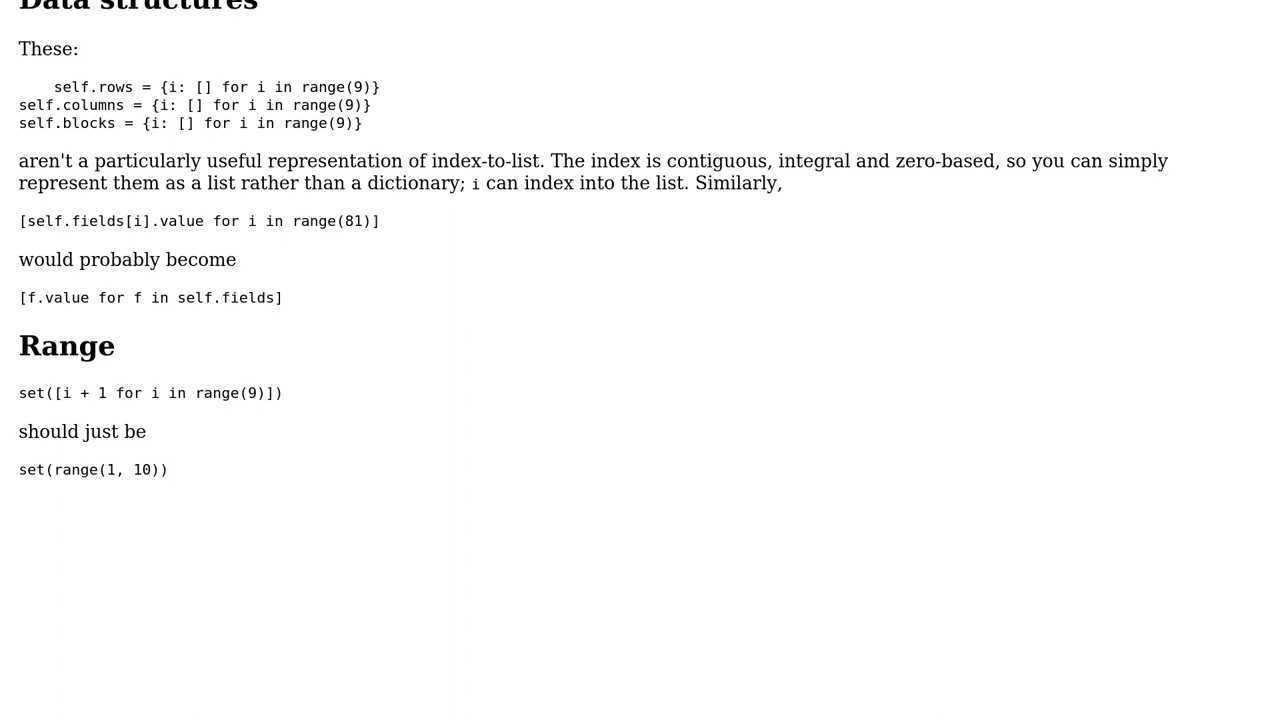 Data structures
These:
    self.rows = {i: [] for i in range(9)}
self.columns = {i: [] for i in range(9)}
self.blocks = {i: [] for i in range(9)}
aren't a particularly useful representation of index-to-list. The index is contiguous, integral and zero-based, so you can simply
represent them as a list rather than a dictionary; i can index into the list. Similarly,
[self.fields[i].value for i in range(81)]
would probably become
[f.value for f in self.fields]
Range
set([i + 1 for i in range(9)])
should just be
set(range(1, 10))